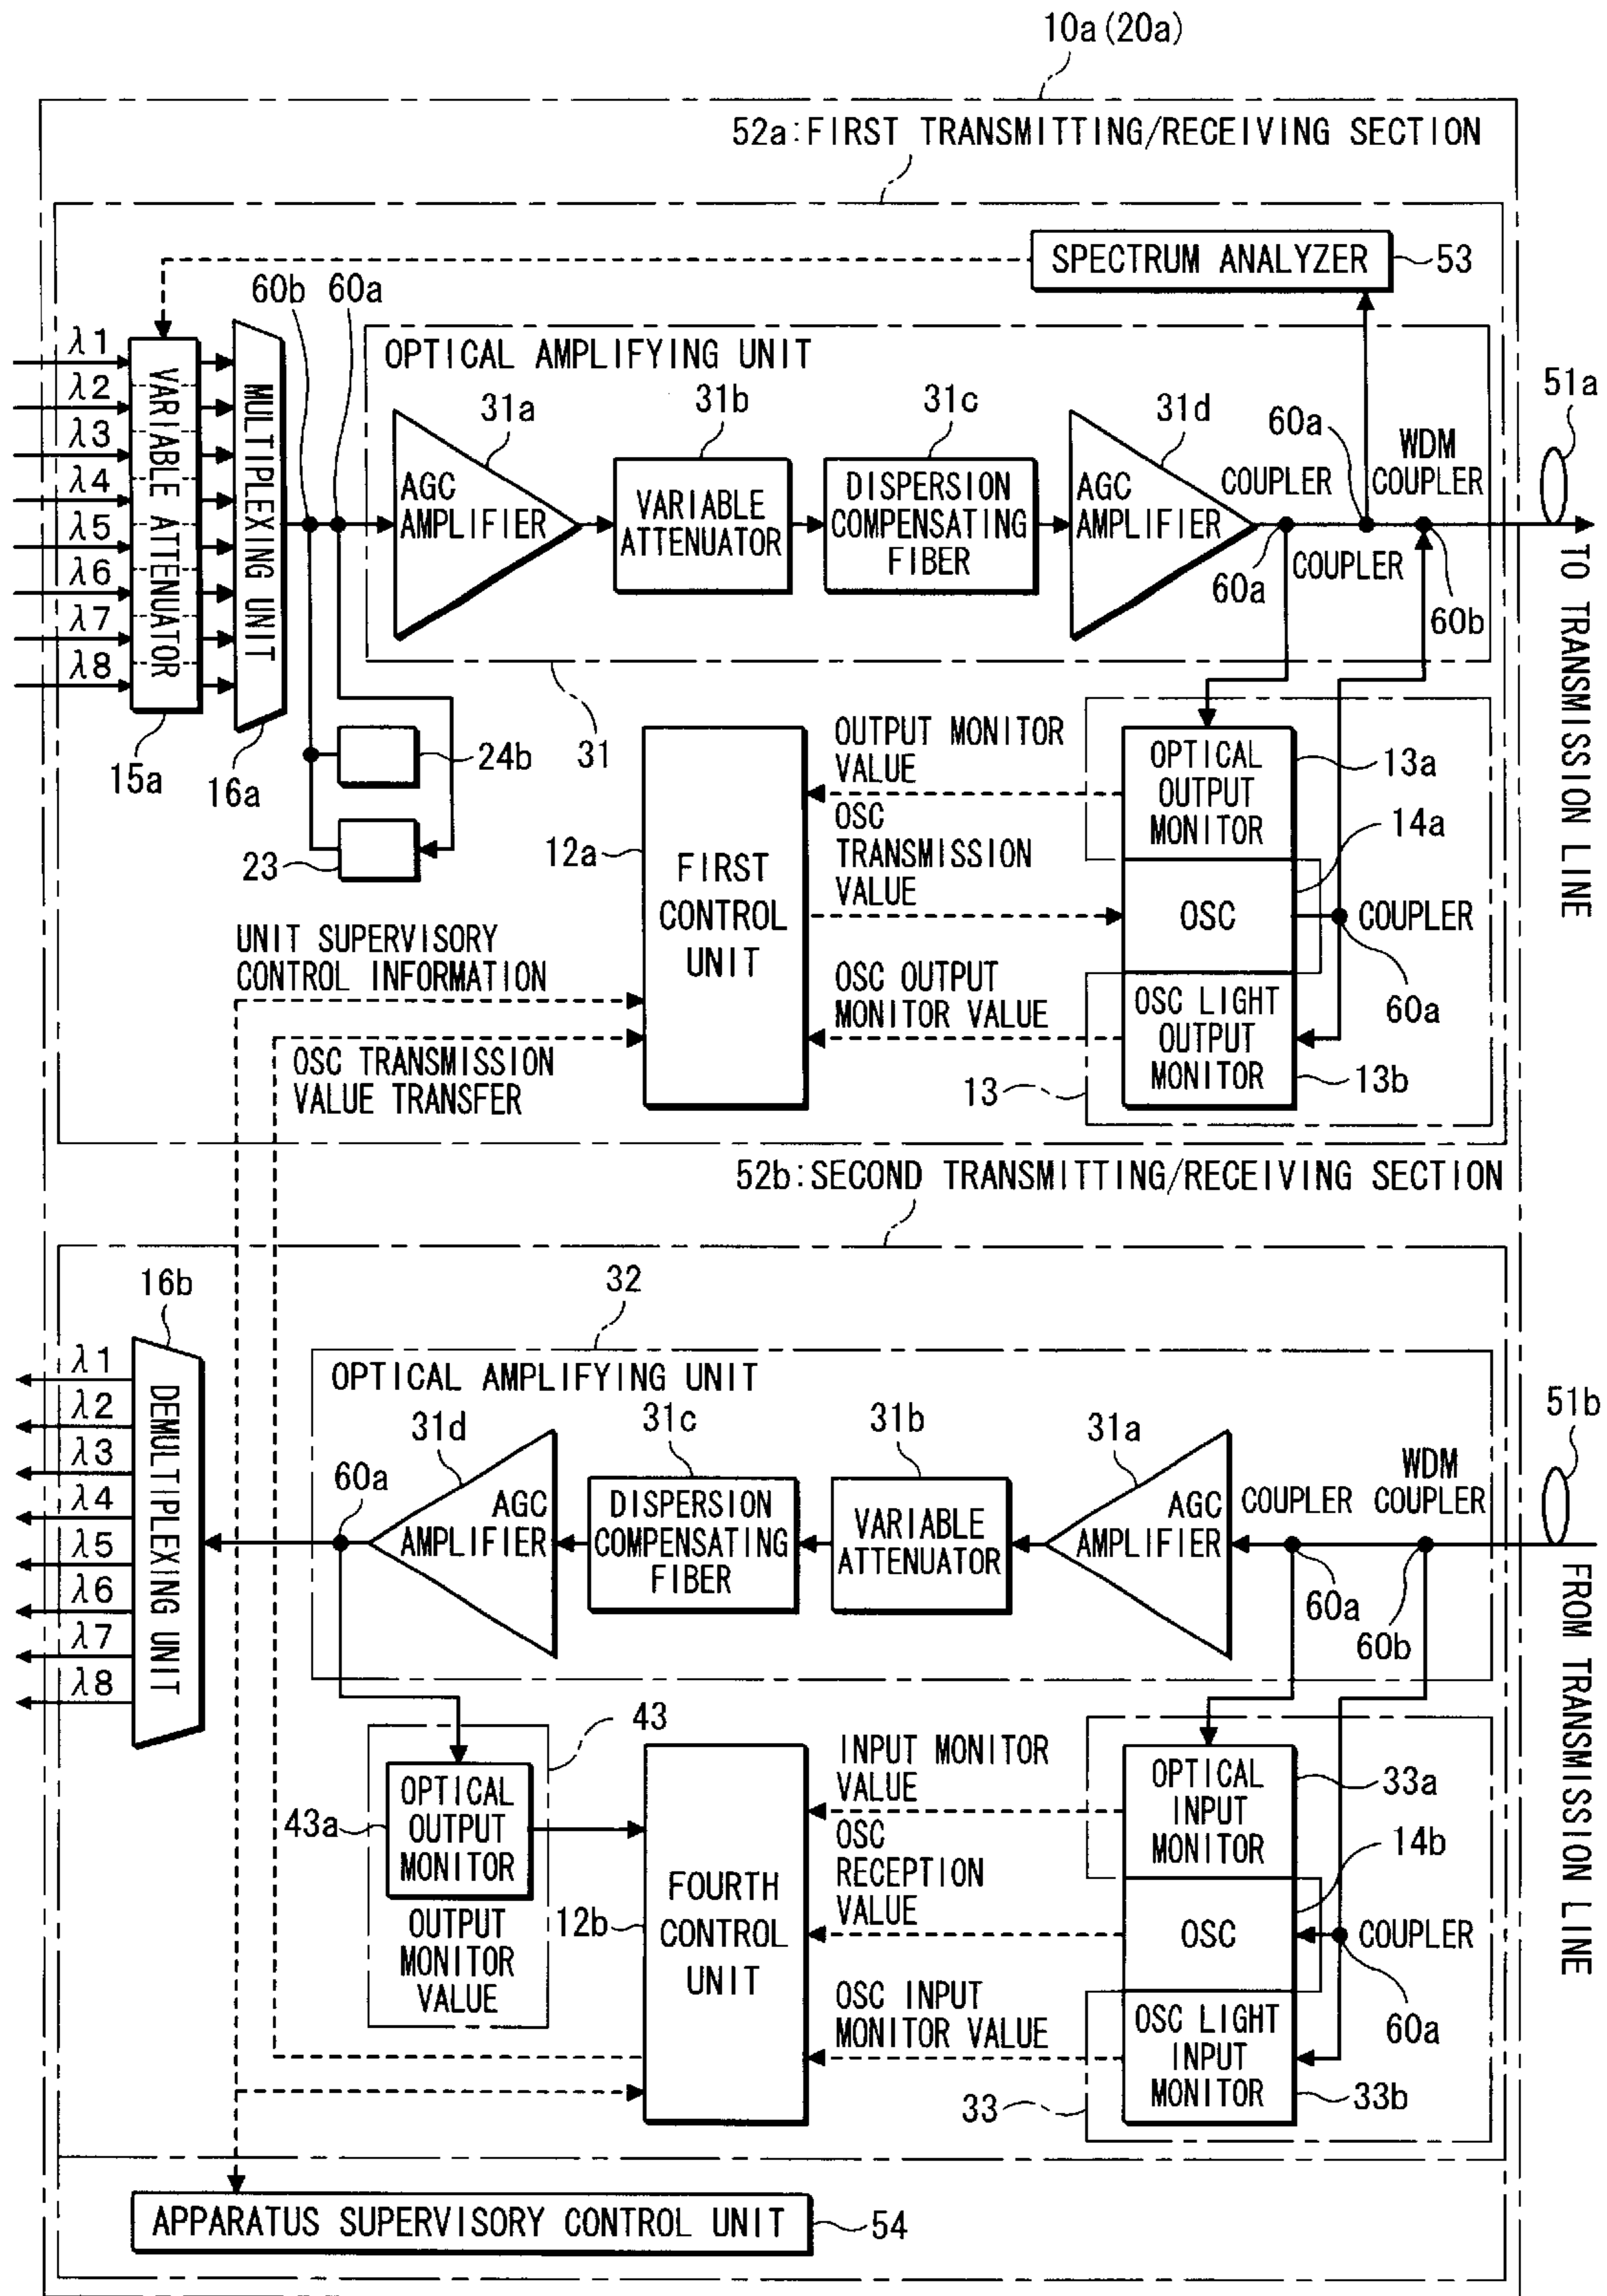 10a(20a)
52a:FIRST TRANSMITTING/RECEIVING SECTION
SPECTRUM ANALYZER
53
60b
60a
λ1
λ2
λ3
λ4
λ5
λ6
λ7
λ8
VARIABLE ATTENUATOR
MULTIPLEXING UNIT
15a
16a
OPTICAL AMPLIFYING UNIT
31a
31b
31c
31d
AGC
AMPLIFIER
VARIABLE
ATTENUATOR
DISPERSION
COMPENSATING
FIBER
AGC
AMPLIFIER
COUPLER
60a
60a
COUPLER
WDM
COUPLER
60b
51a
TO TRANSMISSION LINE
31
24b
23
12a
FIRST
CONTROL
UNIT
OUTPUT MONITOR
VALUE
OSC
TRANSMISSION
VALUE
OSC OUTPUT
MONITOR VALUE
OPTICAL
OUTPUT
MONITOR
13a
14a
OSC
COUPLER
60a
OSC LIGHT
OUTPUT
MONITOR
13b
13
UNIT SUPERVISORY
CONTROL INFORMATION
OSC TRANSMISSION
VALUE TRANSFER
52b:SECOND TRANSMITTING/RECEIVING SECTION
16b
λ1
λ2
λ3
λ4
λ5
λ6
λ7
λ8
DEMULTIPLEXING UNIT
32
OPTICAL AMPLIFYING UNIT
60a
31d
31c
31b
31a
AGC
AMPLIFIER
DISPERSION
COMPENSATING
FIBER
VARIABLE
ATTENUATOR
AGC
AMPLIFIER
COUPLER
WDM
COUPLER
60a
60b
51b
FROM TRANSMISSION LINE
43
43a
OPTICAL
OUTPUT
MONITOR
OUTPUT
MONITOR
VALUE
12b
FOURTH
CONTROL
UNIT
INPUT MONITOR
VALUE
OSC
RECEPTION
VALUE
OSC INPUT
MONITOR VALUE
OPTICAL
INPUT
MONITOR
33a
14b
OSC
COUPLER
60a
OSC LIGHT
INPUT
MONITOR
33b
33
APPARATUS SUPERVISORY CONTROL UNIT
54